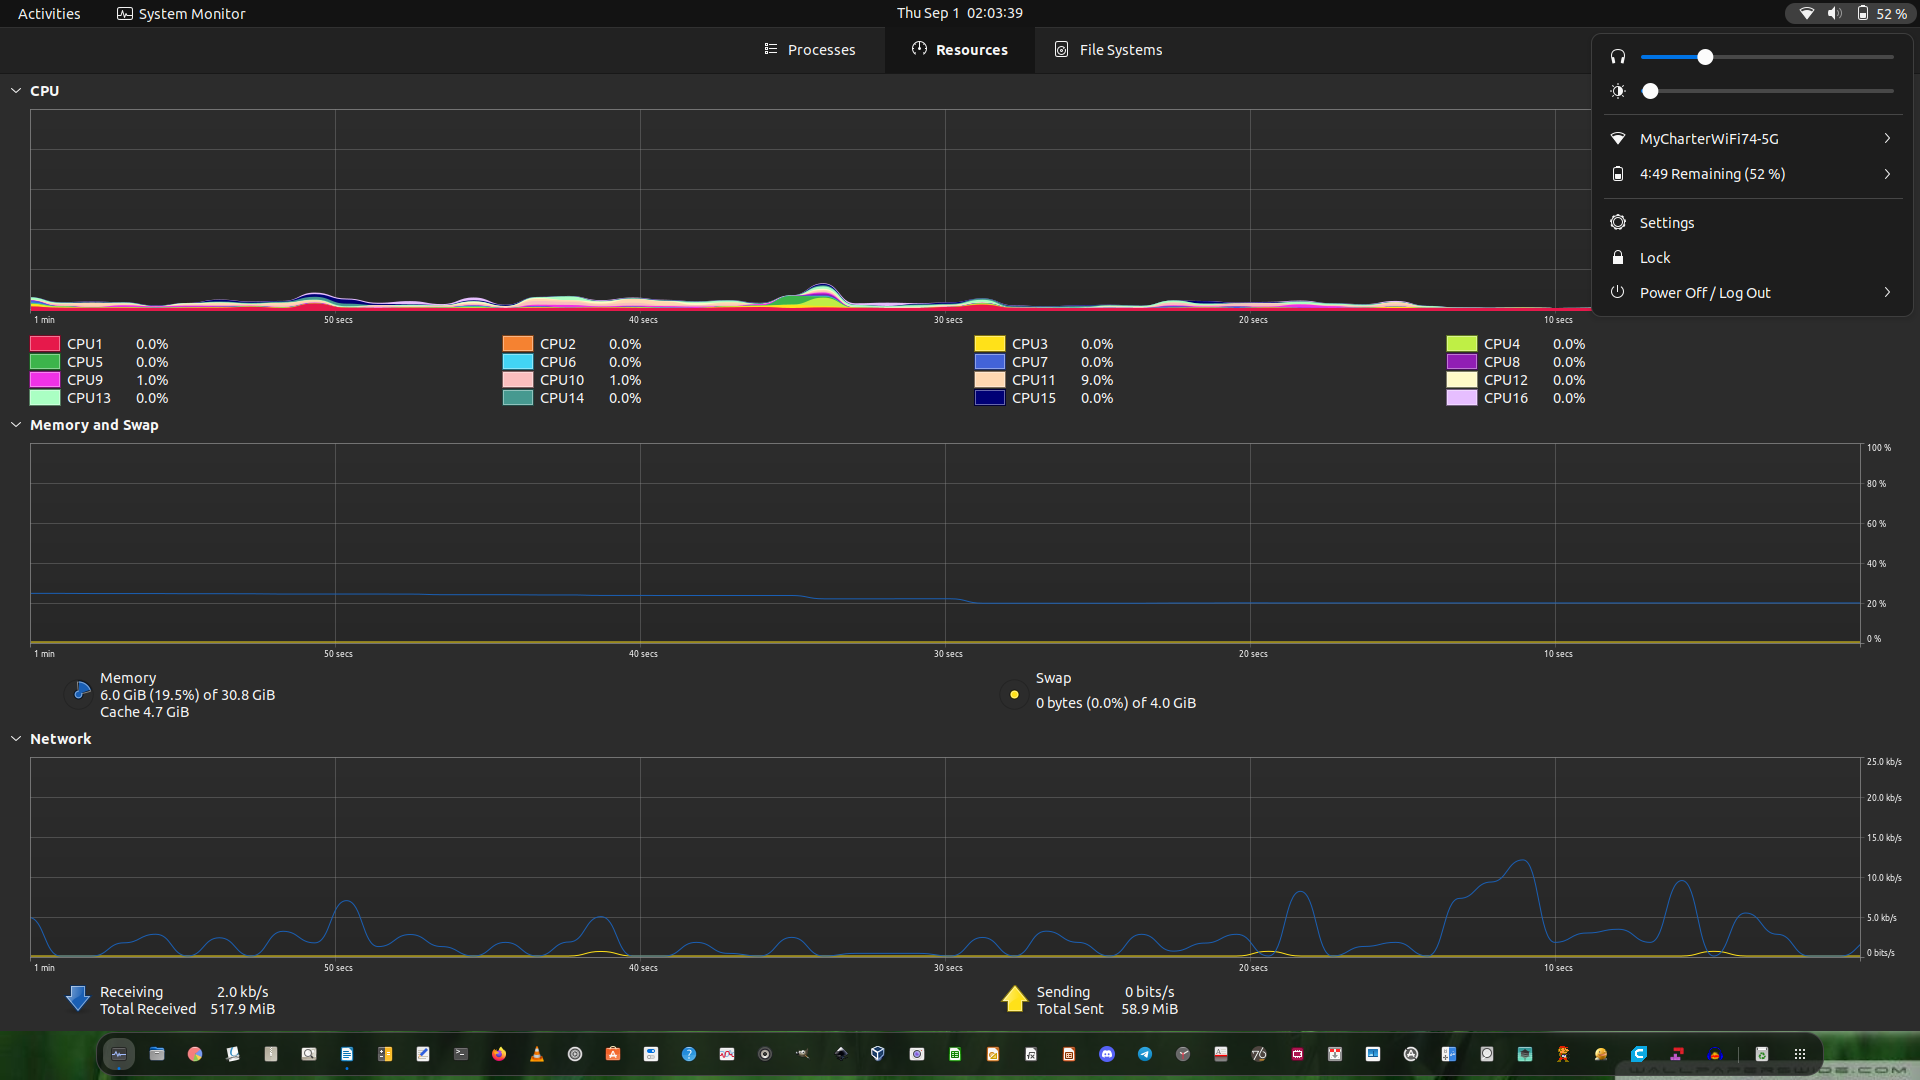 Activities
System Monitor
Thu Sep 1 02:03:39
52 %
Processes
Resources
File Systems
MyCharterWiFi74-5G
4:49 Remaining (52 %)
Settings
Lock
Power Off / Log Out
CPU
1 min 50 secs 40 secs 30 secs 20 secs 10 secs
CPU1 0.0% CPU2 0.0% CPU3 0.0% CPU4 0.0%
CPU5 0.0% CPU6 0.0% CPU7 0.0% CPU8 0.0%
CPU9 1.0% CPU10 1.0% CPU11 9.0% CPU12 0.0%
CPU13 0.0% CPU14 0.0% CPU15 0.0% CPU16 0.0%
Memory and Swap
100 %
80 %
60 %
40 %
20 %
0 %
1 min 50 secs 40 secs 30 secs 20 secs 10 secs
Memory
6.0 GiB (19.5%) of 30.8 GiB
Cache 4.7 GiB
Swap
0 bytes (0.0%) of 4.0 GiB
Network
25.0 kb/s
20.0 kb/s
15.0 kb/s
10.0 kb/s
5.0 kb/s
0 bits/s
1 min 50 secs 40 secs 30 secs 20 secs 10 secs
Receiving 2.0 kb/s
Total Received 517.9 MiB
Sending 0 bits/s
Total Sent 58.9 MiB
76
WALLPAPERSWIDE.COM